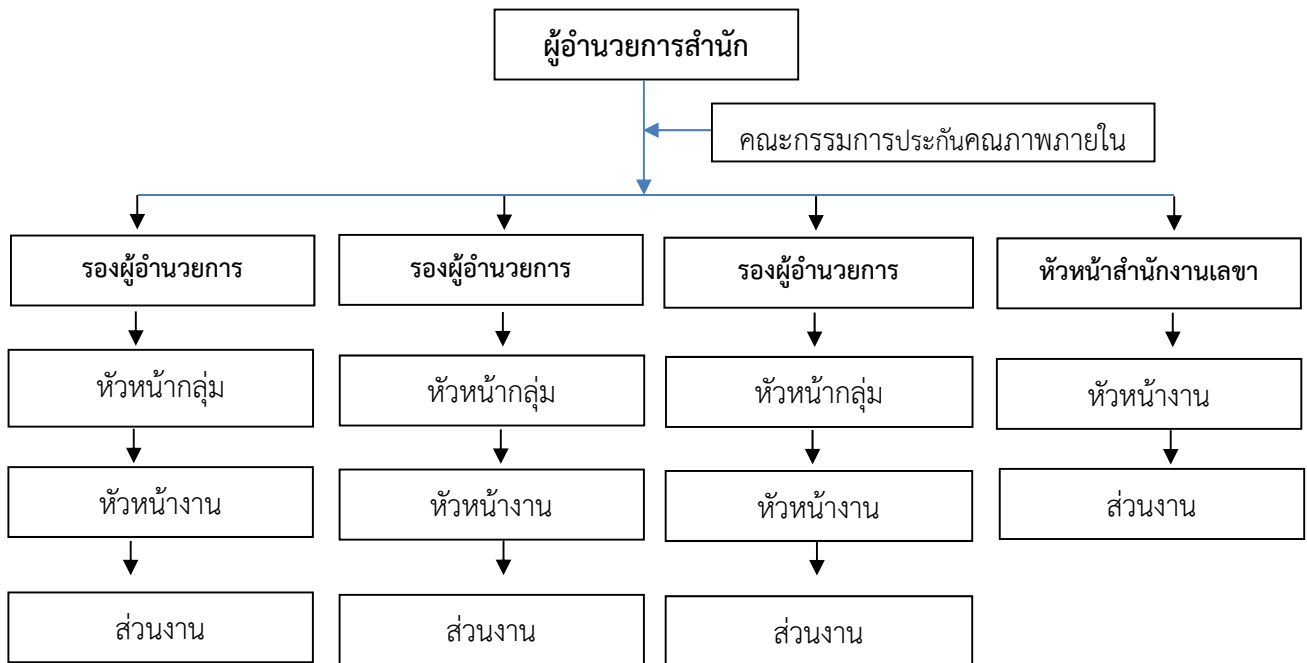 ผู้อำนวยการสำนัก
คณะกรรมการประกันคุณภาพภายใน
รองผู้อำนวยการ
รองผู้อำนวยการ
รองผู้อำนวยการ
หัวหน้าสำนักงานเลขา
หัวหน้ากลุ่ม
หัวหน้ากลุ่ม
หัวหน้ากลุ่ม
หัวหน้างาน
หัวหน้างาน
หัวหน้างาน
หัวหน้างาน
ส่วนงาน
ส่วนงาน
ส่วนงาน
ส่วนงาน